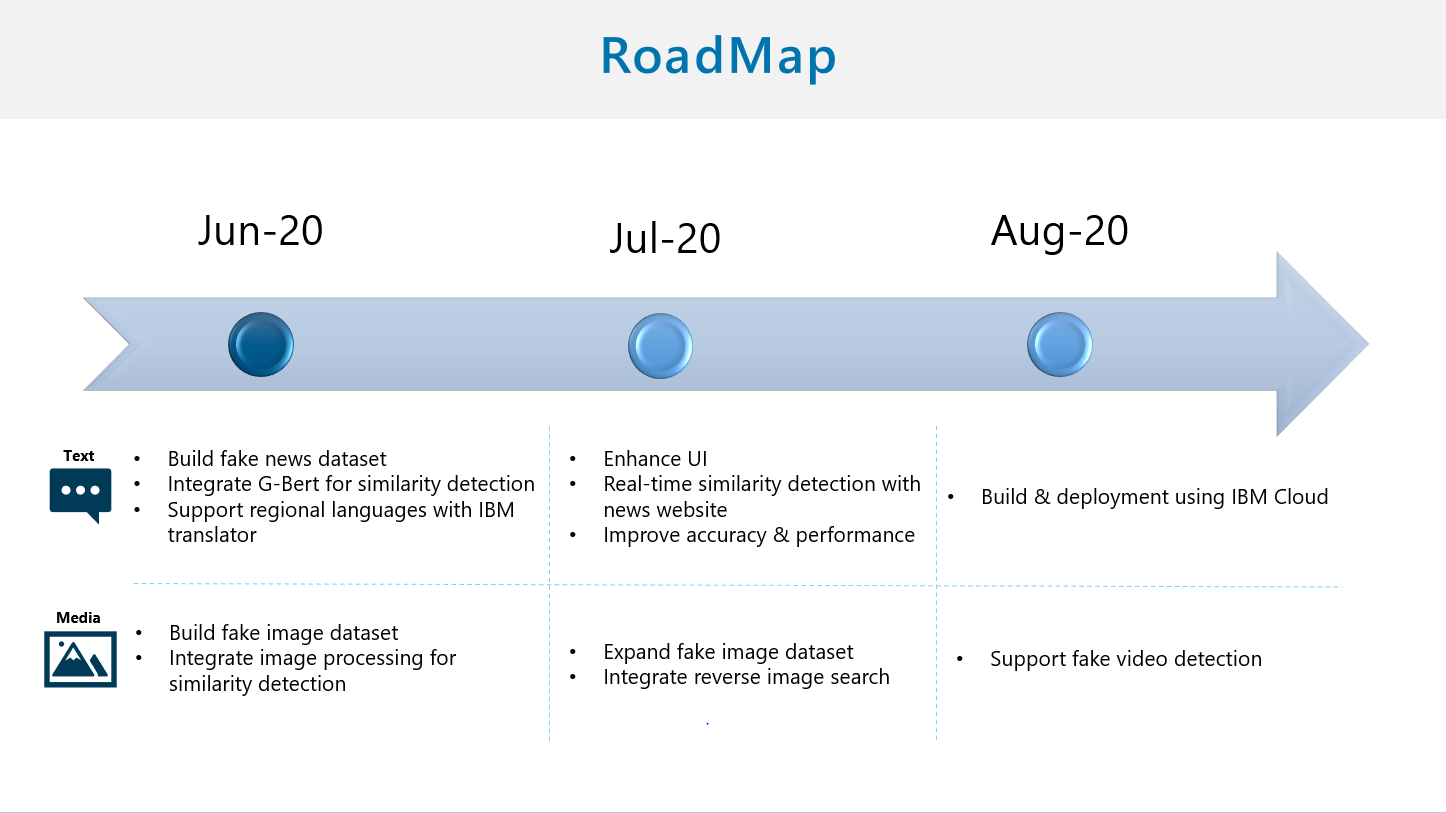 RoadMap
Jun-20
Jul-20
Aug-20
Text
• Build fake news dataset
• Integrate G-Bert for similarity detection
• Support regional languages with IBM
translator
• Enhance UI
• Real-time similarity detection with
news website
• Improve accuracy & performance
• Build & deployment using IBM Cloud
Media
• Build fake image dataset
• Integrate image processing for
similarity detection
• Expand fake image dataset
• Integrate reverse image search
.
• Support fake video detection